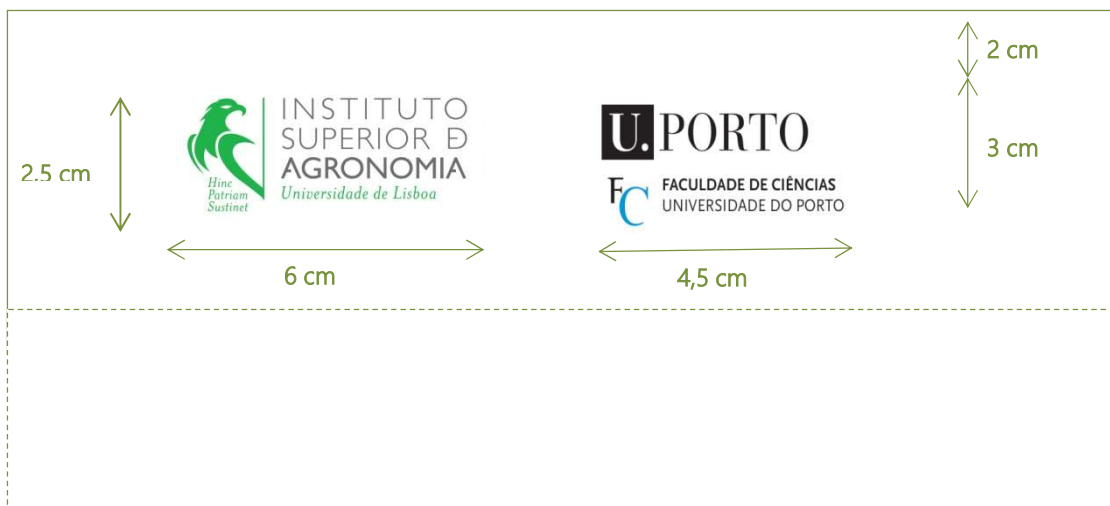 2 cm
2.5 cm
INSTITUTO
SUPERIOR Đ
AGRONOMIA
Universidade de Lisboa
Hinc
Patriam
Sustinet
U.PORTO
FC
FACULDADE DE CIÊNCIAS
UNIVERSIDADE DO PORTO
3 cm
6 cm
4,5 cm